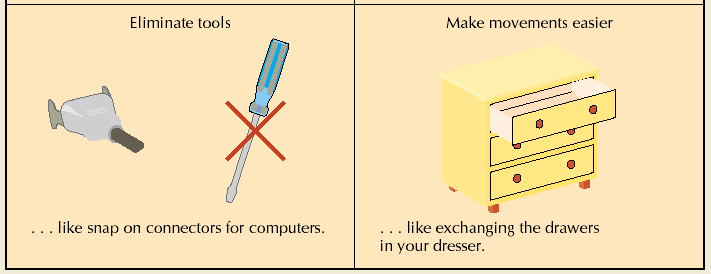 Eliminate tools
. . . like snap on connectors for computers.
Make movements easier
. . . like exchanging the drawers
in your dresser.